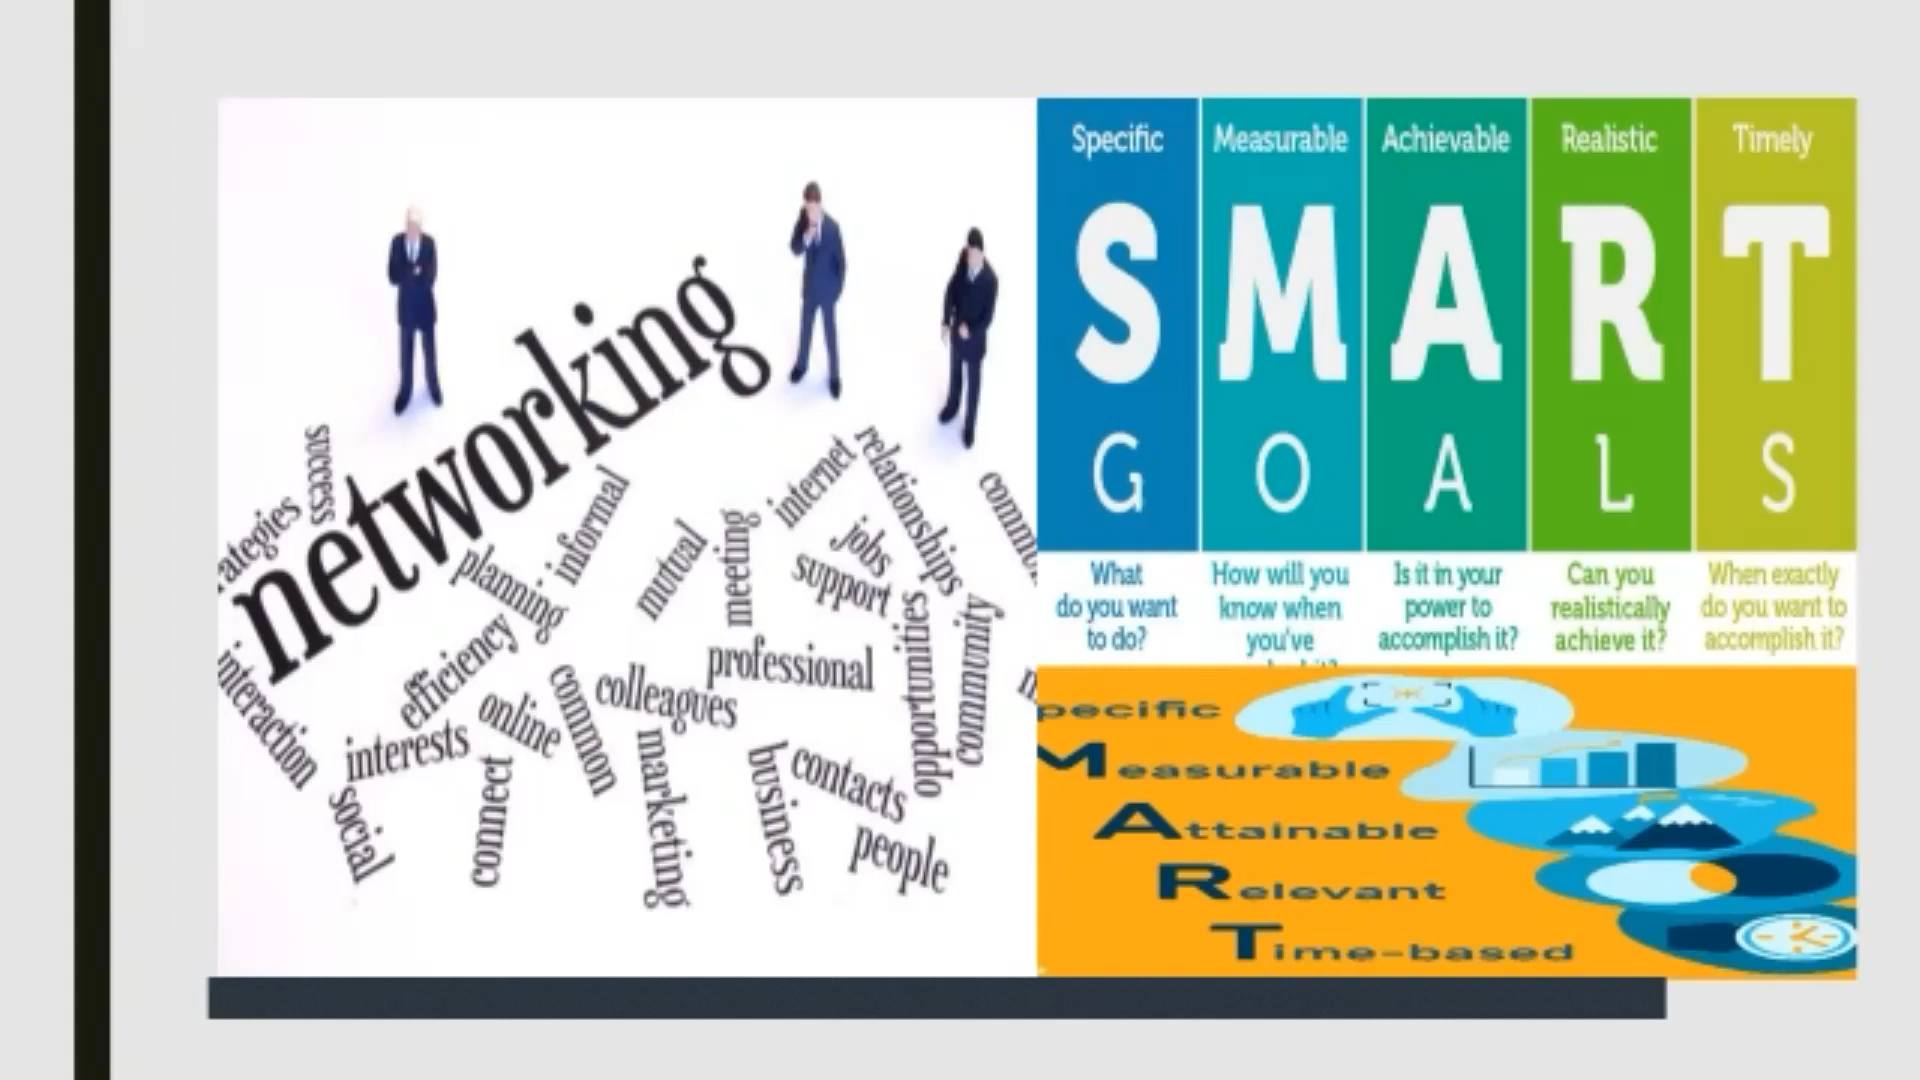 networking
success
rategies
informal
planning
mutual
meeting
internet
relationships
jobs
support
opportunities
community
professional
colleagues
efficiency
interaction
interests
online
common
social
connect
marketing
business
contacts
people
Specific Measurable Achievable Realistic Timely
S M A R T
G O A L S
What do you want to do?
How will you know when you've
Is it in your power to accomplish it?
Can you realistically achieve it?
When exactly do you want to accomplish it?
pecific
Measurable
Attainable
Relevant
Time-based